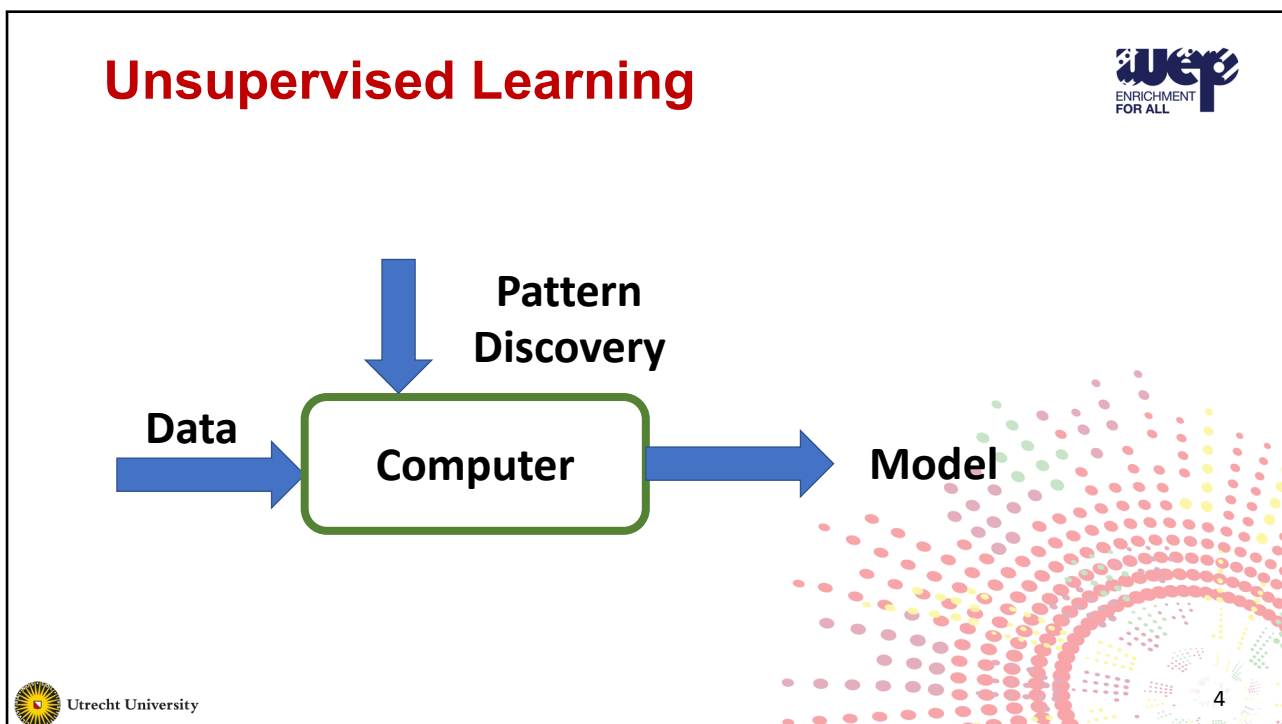 Unsupervised Learning
ENRICHMENT
FOR ALL
Pattern
Discovery
Data
Computer
Model
Utrecht University
4